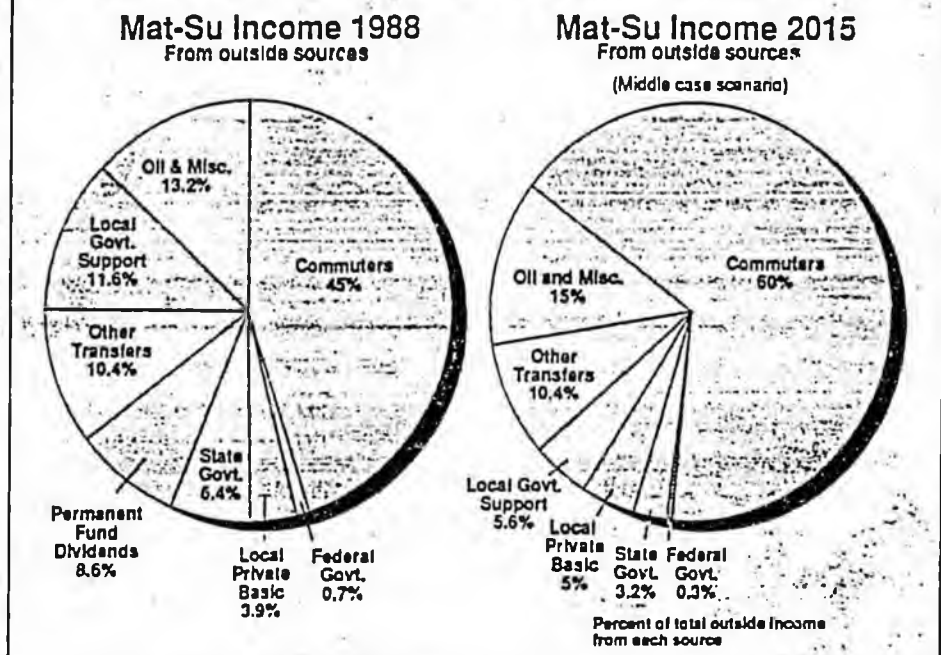 Mat-Su Income 1988
From outside sources
Oil & Misc.
13.2%
Local
Govt.
Support
11.6%
Commuters
45%
Other
Transfers
10.4%
State
Govt.
6.4%
Permanent
Fund
Dividends
8.6%
Local
Private
Basic
3.9%
Federal
Govt.
0.7%
Mat-Su Income 2015
From outside sources
(Middle case scenario)
Commuters
60%
Oil and Misc.
15%
Other
Transfers
10.4%
Local Govt.
Support
5.6%
Local
Private
Basic
5%
State
Govt.
3.2%
Federal
Govt.
0.3%
Percent of total outside income
from each source